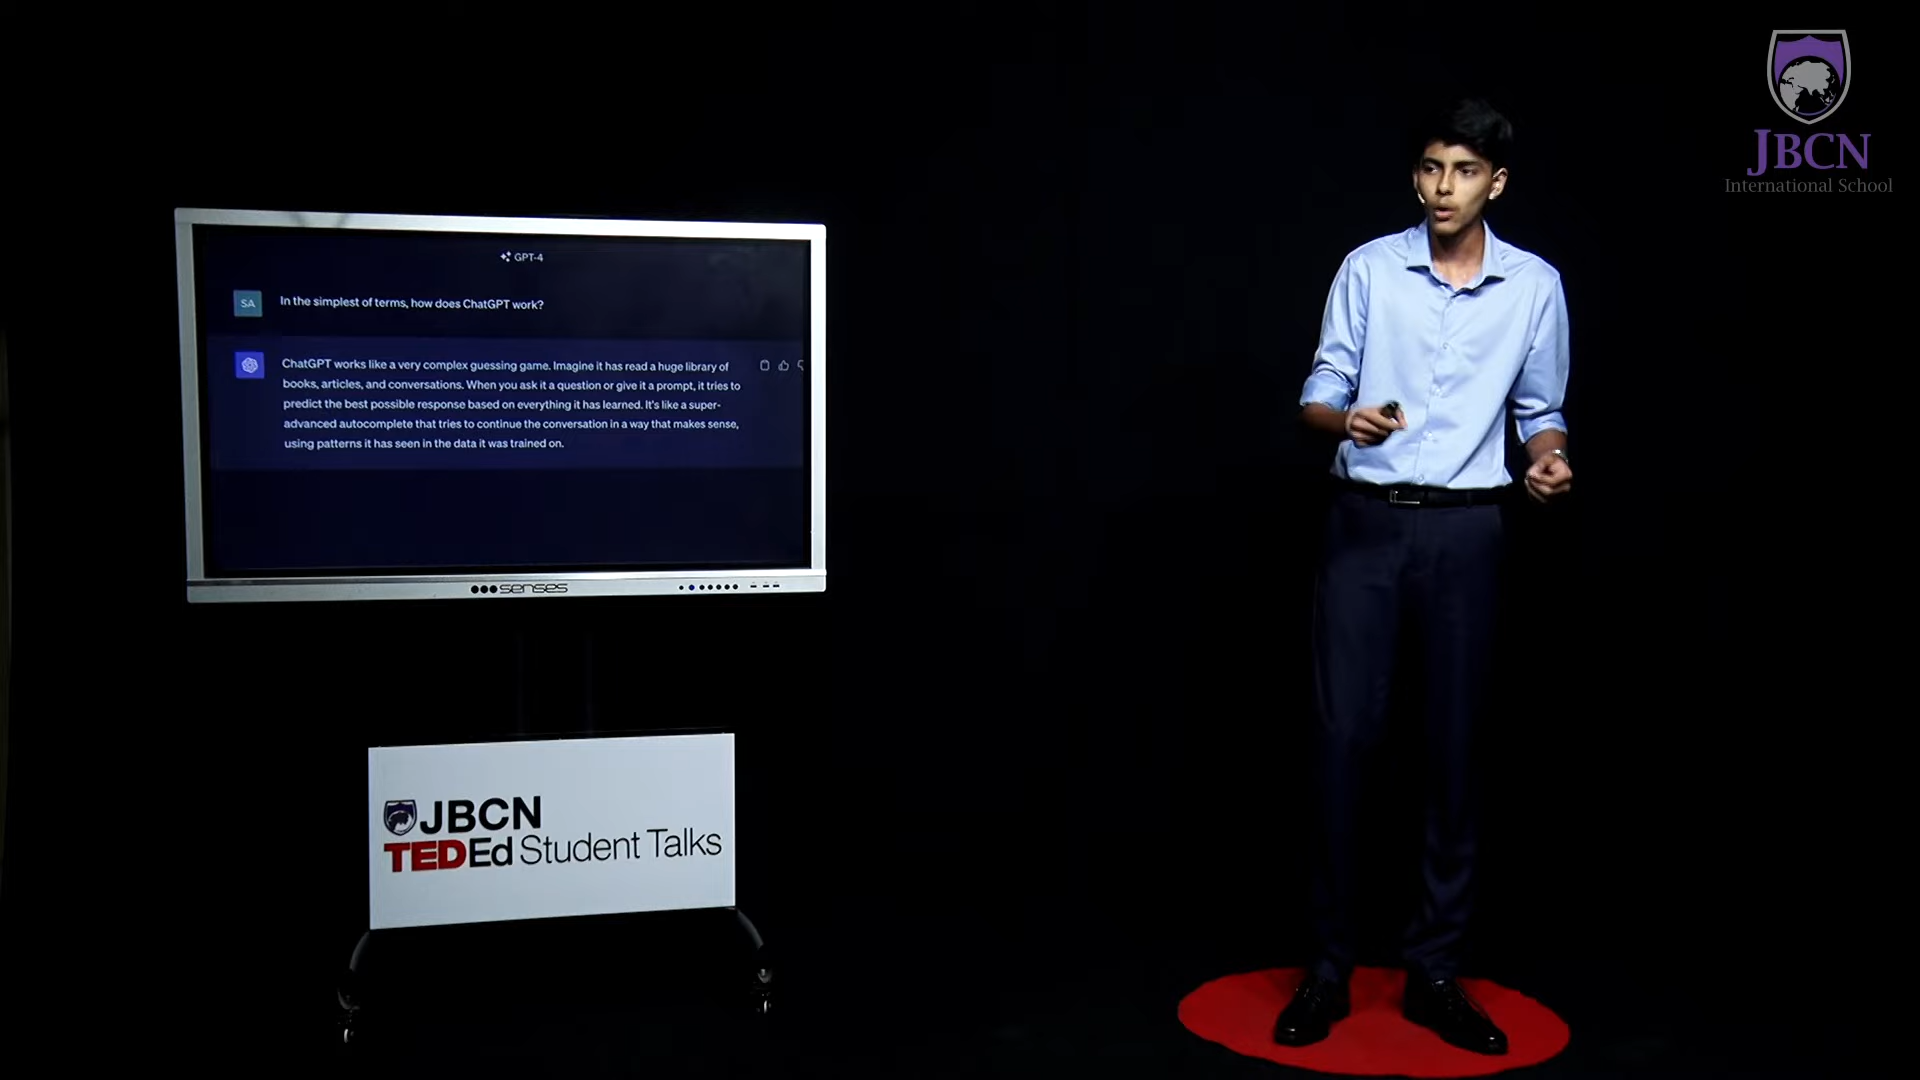 GPT-4
SA
In the simplest of terms, how does ChatGPT work?
ChatGPT works like a very complex guessing game. Imagine it has read a huge library of
books, articles, and conversations. When you ask it a question or give it a prompt, it tries to
predict the best possible response based on everything it has learned. It's like a super-
advanced autocomplete that tries to continue the conversation in a way that makes sense,
using patterns it has seen in the data it was trained on.
senses
JBCN
TEDEd Student Talks
JBCN
International School